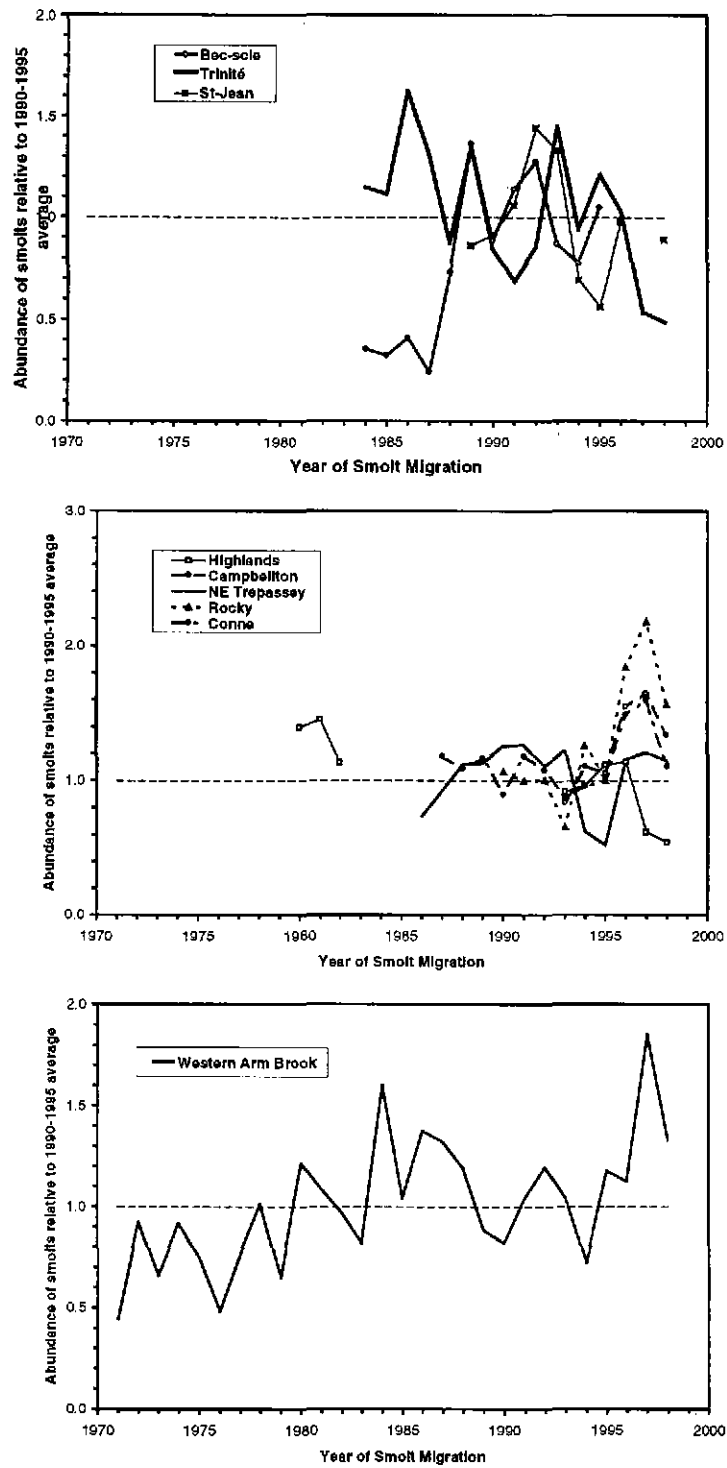 Abundance of smolts relative to 1990-1995
average
2.0
1.5
1.0
0.5
0.0
Bec-scie
Trinité
St-Jean
1970
1975
1980
1985
1990
1995
2000
Year of Smolt Migration
Abundance of smolts relative to 1990-1995 average
3.0
2.0
1.0
0.0
Highlands
Campbellton
NE Trepassey
Rocky
Conne
1970
1975
1980
1985
1990
1995
2000
Year of Smolt Migration
Abundance of smolts relative to 1990-1995 average
2.0
1.5
1.0
0.5
0.0
Western Arm Brook
1970
1975
1980
1985
1990
1995
2000
Year of Smolt Migration